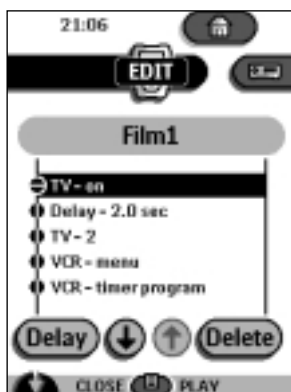 21:06
EDIT
Film1
TV - on
Delay - 2.0 sec
TV - 2
VCR - menu
VCR - timer program
Delay
Delete
CLOSE
PLAY